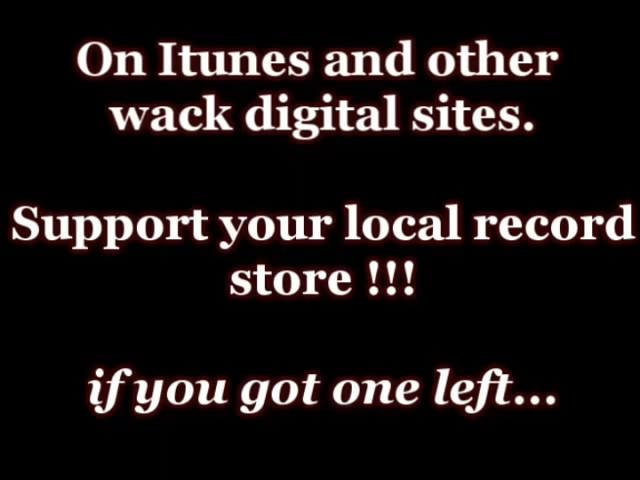 On Itunes and other
wack digital sites.
Support your local record
store !!!
if you got one left...